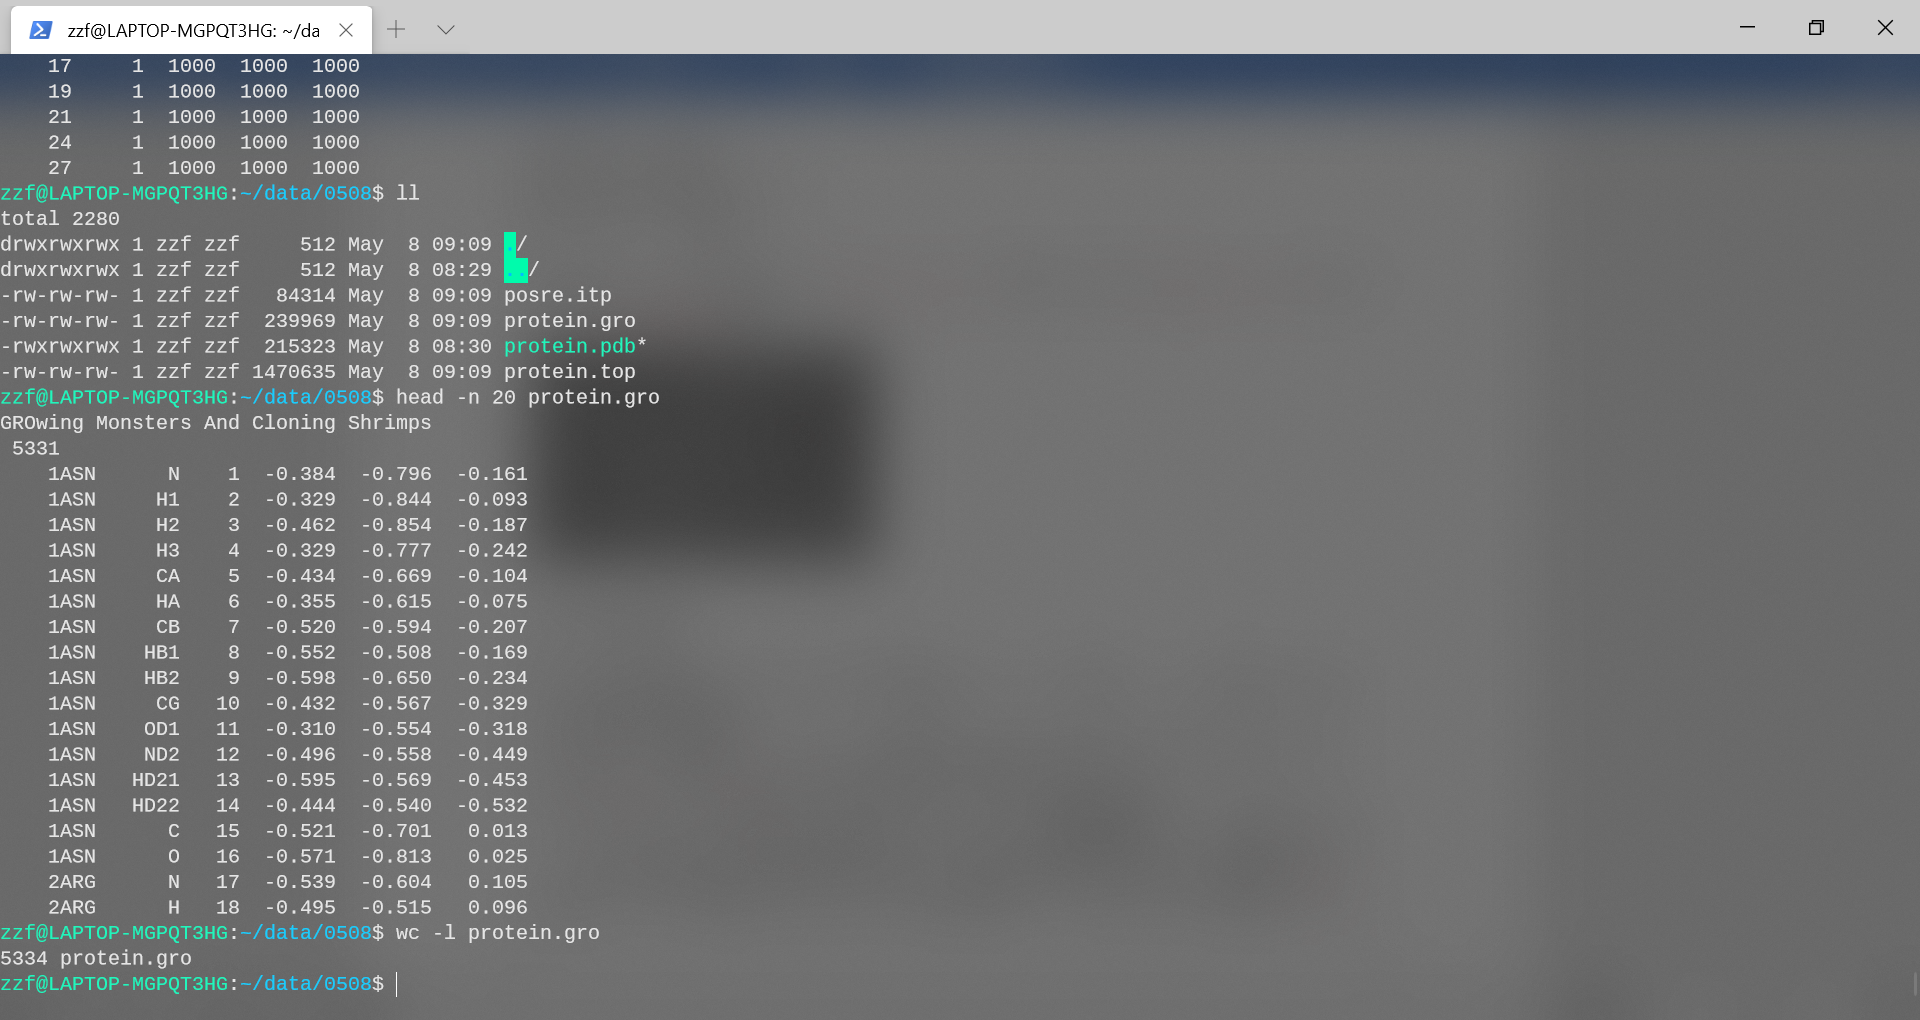 zzf@LAPTOP-MGPQT3HG: ~/da
17 1 1000 1000 1000
19 1 1000 1000 1000
21 1 1000 1000 1000
24 1 1000 1000 1000
27 1 1000 1000 1000
zzf@LAPTOP-MGPQT3HG:~/data/0508$ ll
total 2280
drwxrwxrwx 1 zzf zzf 512 May 8 09:09 ./
drwxrwxrwx 1 zzf zzf 512 May 8 08:29 ../
-rw-rw-rw- 1 zzf zzf 84314 May 8 09:09 posre.itp
-rw-rw-rw- 1 zzf zzf 239969 May 8 09:09 protein.gro
-rwxrwxrwx 1 zzf zzf 215323 May 8 08:30 protein.pdb*
-rw-rw-rw- 1 zzf zzf 1470635 May 8 09:09 protein.top
zzf@LAPTOP-MGPQT3HG:~/data/0508$ head -n 20 protein.gro
GROwing Monsters And Cloning Shrimps
5331
1ASN N 1 -0.384 -0.796 -0.161
1ASN H1 2 -0.329 -0.844 -0.093
1ASN H2 3 -0.462 -0.854 -0.187
1ASN H3 4 -0.329 -0.777 -0.242
1ASN CA 5 -0.434 -0.669 -0.104
1ASN HA 6 -0.355 -0.615 -0.075
1ASN CB 7 -0.520 -0.594 -0.207
1ASN HB1 8 -0.552 -0.508 -0.169
1ASN HB2 9 -0.598 -0.650 -0.234
1ASN CG 10 -0.432 -0.567 -0.329
1ASN OD1 11 -0.310 -0.554 -0.318
1ASN ND2 12 -0.496 -0.558 -0.449
1ASN HD21 13 -0.595 -0.569 -0.453
1ASN HD22 14 -0.444 -0.540 -0.532
1ASN C 15 -0.521 -0.701 0.013
1ASN O 16 -0.571 -0.813 0.025
2ARG N 17 -0.539 -0.604 0.105
2ARG H 18 -0.495 -0.515 0.096
zzf@LAPTOP-MGPQT3HG:~/data/0508$ wc -l protein.gro
5334 protein.gro
zzf@LAPTOP-MGPQT3HG:~/data/0508$